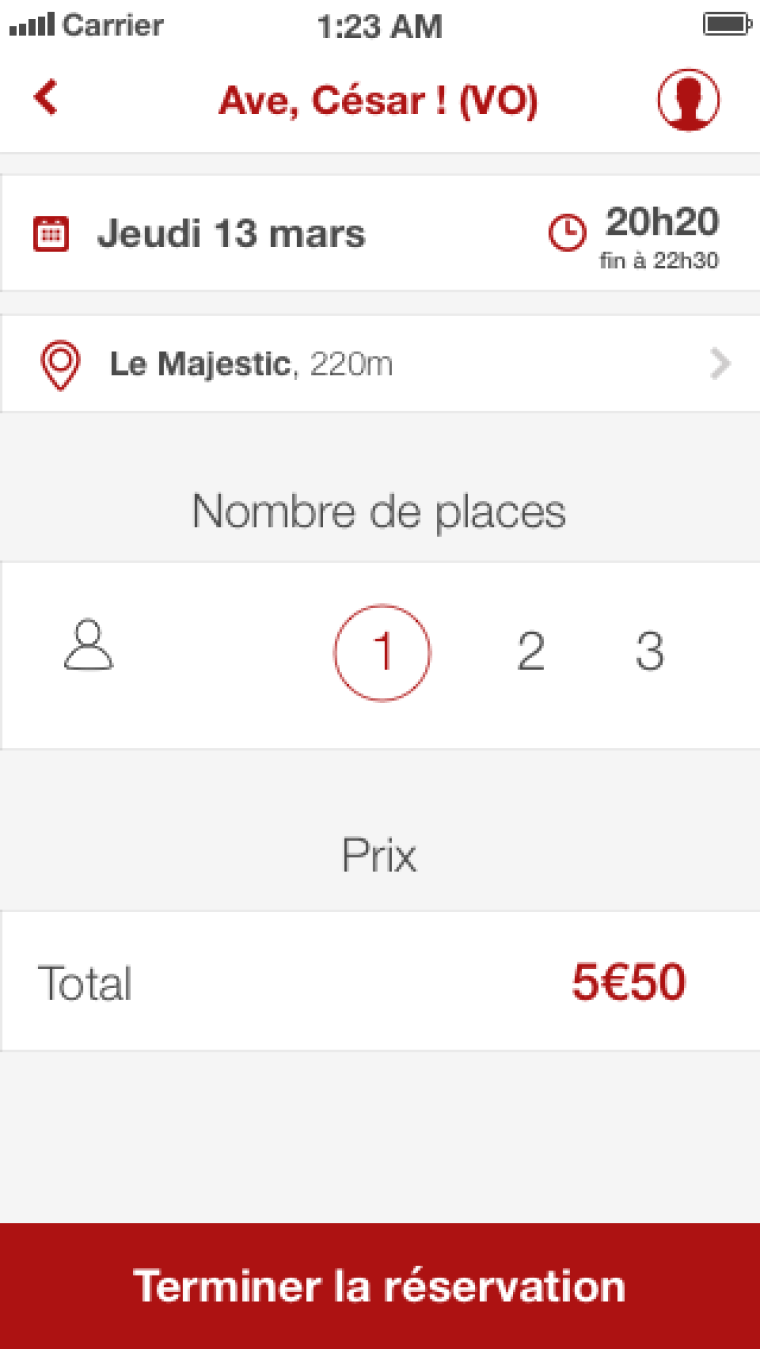 Carrier 1:23 AM
Ave, César ! (VO)
Jeudi 13 mars
20h20
fin à 22h30
Le Majestic, 220m
Nombre de places
1 2 3
Prix
Total 5€50
Terminer la réservation